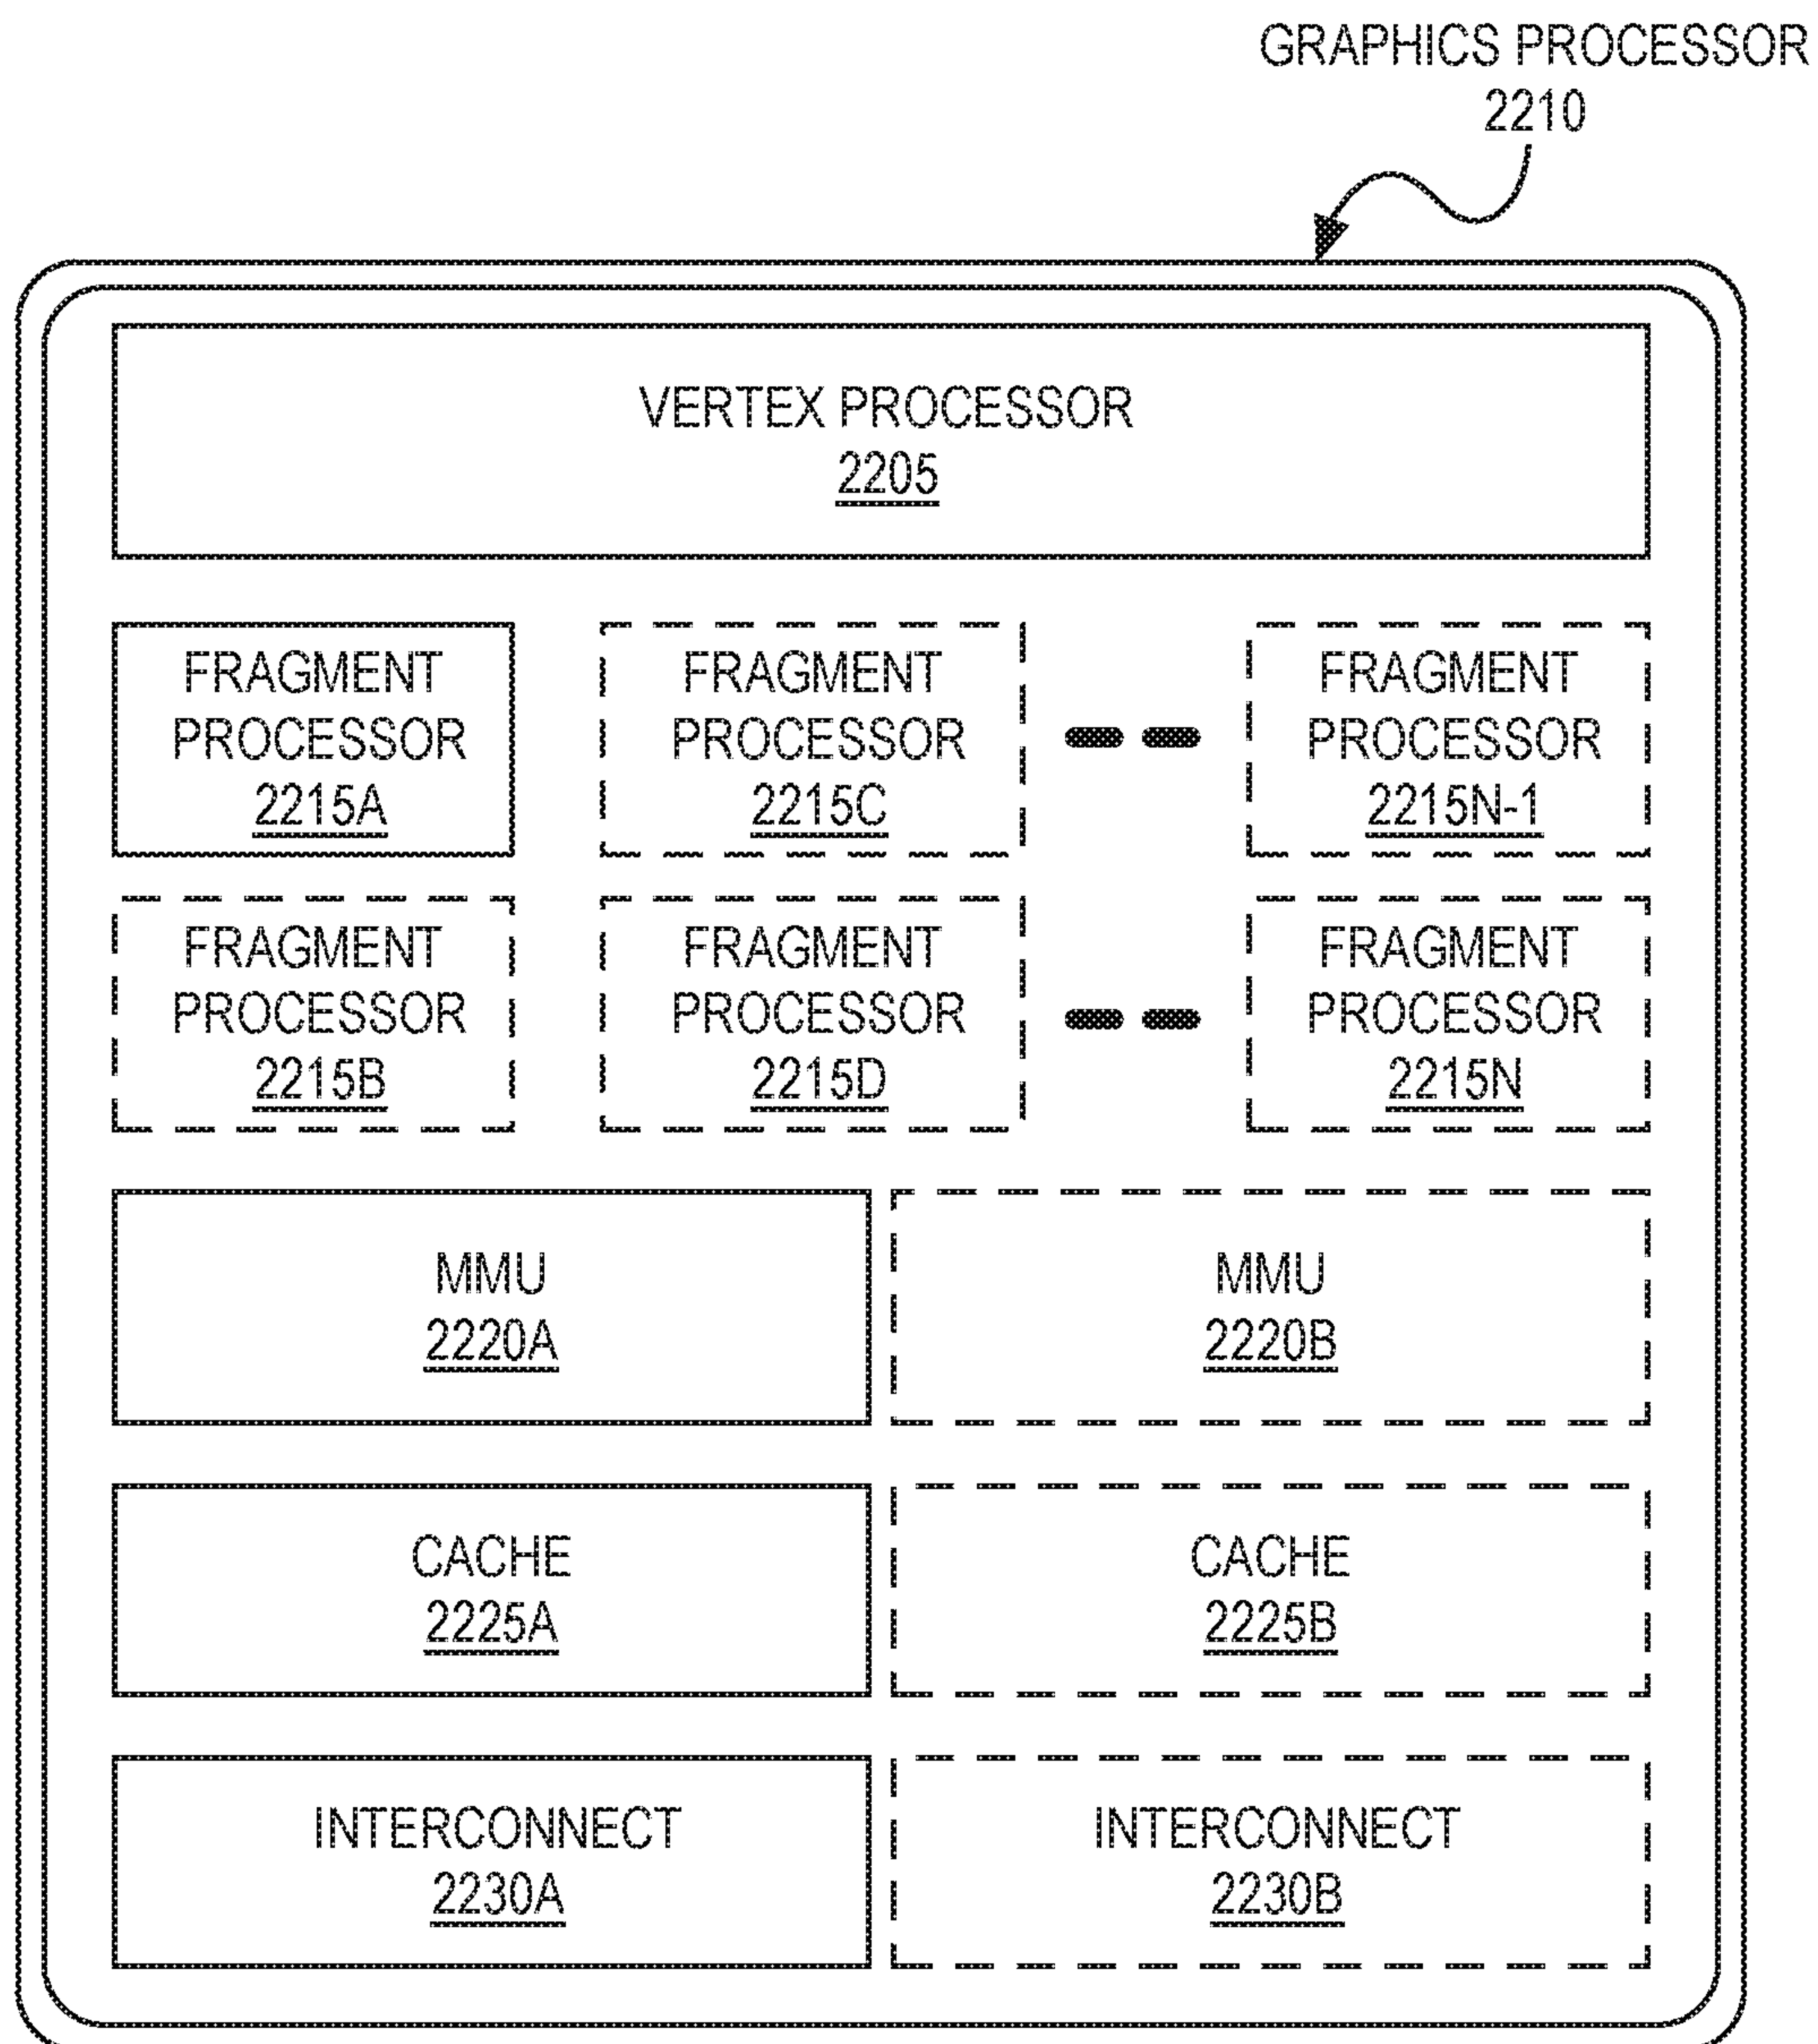 GRAPHICS PROCESSOR
2210
VERTEX PROCESSOR
2205
FRAGMENT
PROCESSOR
2215A
FRAGMENT
PROCESSOR
2215C
FRAGMENT
PROCESSOR
2215N-1
FRAGMENT
PROCESSOR
2215B
FRAGMENT
PROCESSOR
2215D
FRAGMENT
PROCESSOR
2215N
MMU
2220A
MMU
2220B
CACHE
2225A
CACHE
2225B
INTERCONNECT
2230A
INTERCONNECT
2230B